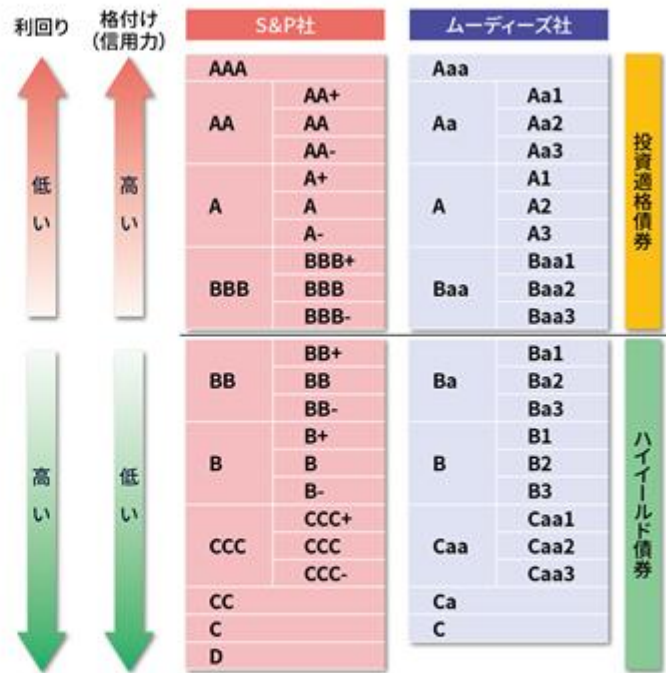 利回り
格付け
（信用力）
S&P社
ムーディーズ社
低い
高い
AAA
Aaa
AA
AA+
AA
AA-
Aa
Aa1
Aa2
Aa3
A
A+
A
A-
A
A1
A2
A3
BBB
BBB+
BBB
BBB-
Baa
Baa1
Baa2
Baa3
投資適格債券
高い
低い
BB
BB+
BB
BB-
Ba
Ba1
Ba2
Ba3
B
B+
B
B-
B
B1
B2
B3
CCC
CCC+
CCC
CCC-
Caa
Caa1
Caa2
Caa3
CC
Ca
C
C
D
ハイイールド債券